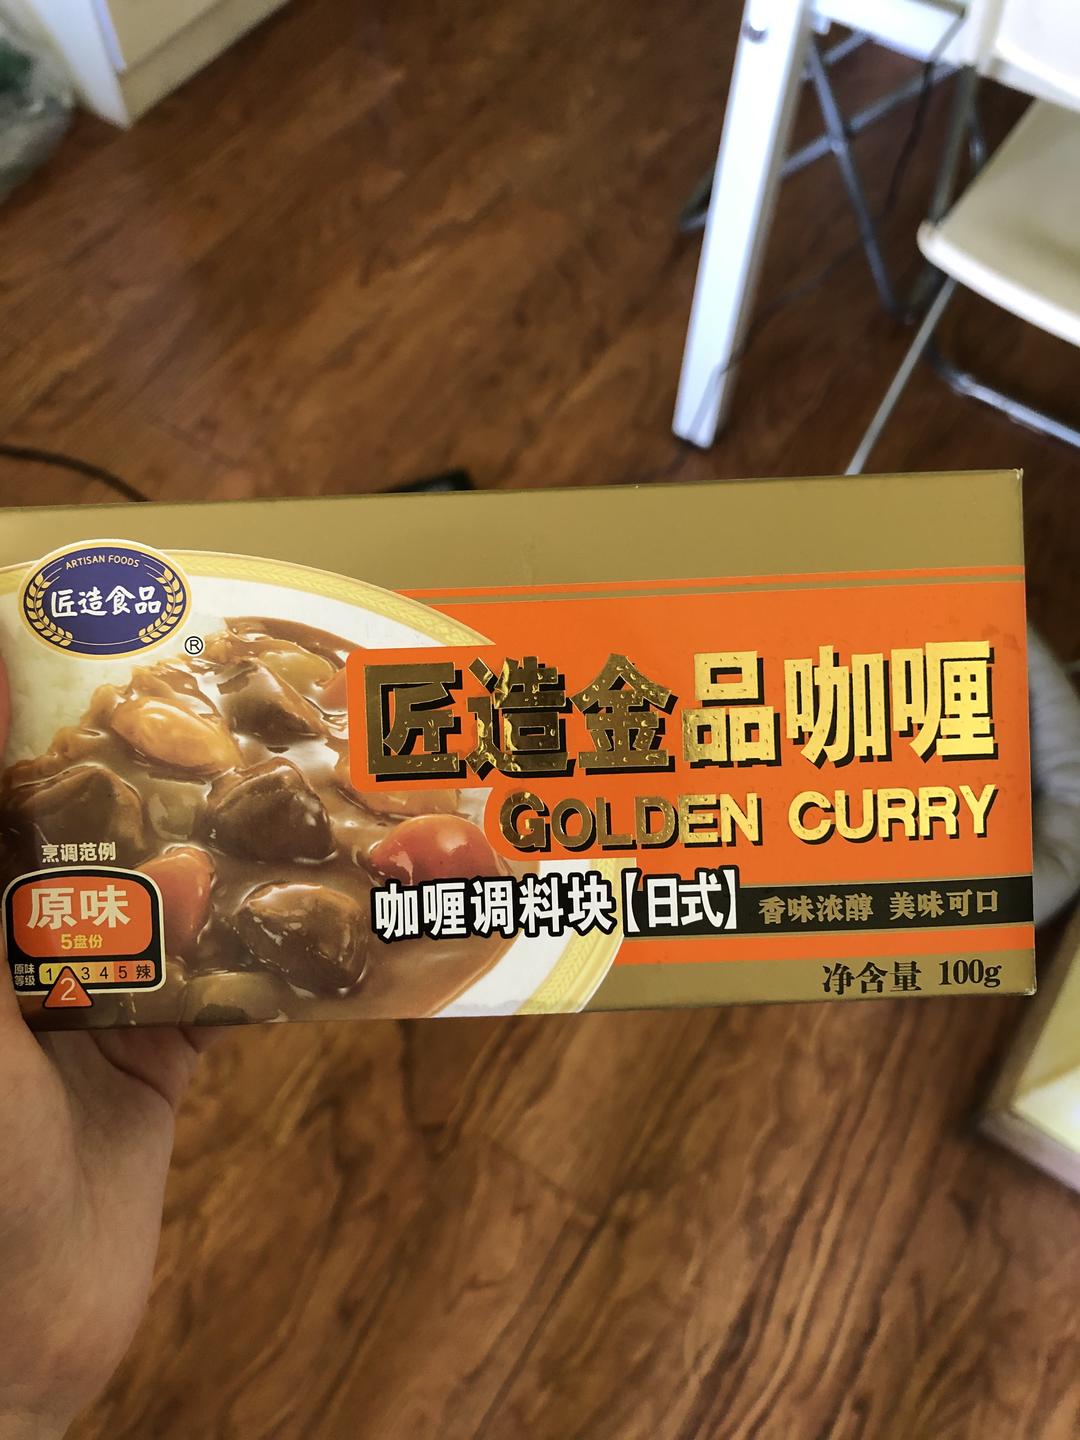 ARTISAN FOODS
匠造食品
®
匠造金品咖喱
GOLDEN CURRY
咖喱调料块【日式】
香味浓醇 美味可口
净含量 100g
烹调范例
原味
5盘份
原味
等级
1 2 3 4 5 辣